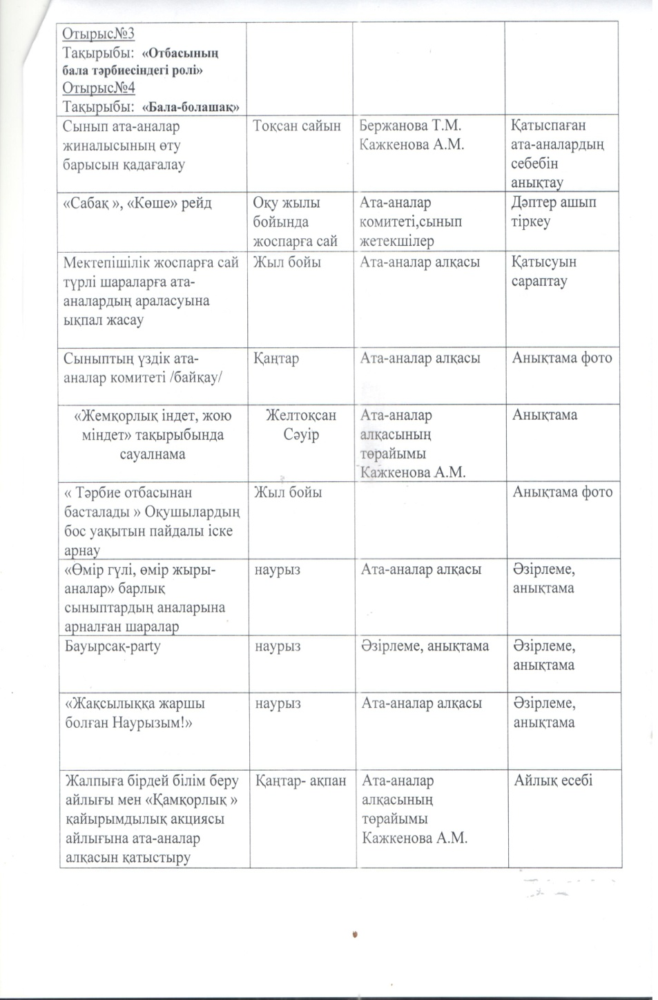 Отырыс№3
Тақырыбы: «Отбасының
бала тәрбиесіндегі ролі»
Отырыс№4
Тақырыбы: «Бала-болашақ»
Сынып ата-аналар
жиналысының өту
барысын қадағалау
Тоқсан сайын
Бержанова Т.М.
Кажкенова А.М.
Қатыспаған
ата-аналардың
себебін
анықтау
«Сабақ », «Көше» рейд
Оқу жылы
бойында
жоспарға сай
Ата-аналар
комитеті,сынып
жетекшілер
Дәптер ашып
тіркеу
Мектепішілік жоспарға сай
түрлі шараларға ата-
аналардың араласуына
ықпал жасау
Жыл бойы
Ата-аналар алқасы
Қатысуын
сараптау
Сыныптың үздік ата-
аналар комитеті /байқау/
Қаңтар
Ата-аналар алқасы
Анықтама фото
«Жемқорлық індет, жою
міндет» тақырыбында
сауалнама
Желтоқсан
Сәуір
Ата-аналар
алқасының
төрайымы
Кажкенова А.М.
Анықтама
« Тәрбие отбасынан
басталады » Оқушылардың
бос уақытын пайдалы іске
арнау
Жыл бойы
Анықтама фото
«Өмір гүлі, өмір жыры-
аналар» барлық
сыныптардың аналарына
арналған шаралар
наурыз
Ата-аналар алқасы
Әзірлеме,
анықтама
Бауырсақ-party
наурыз
Әзірлеме, анықтама
Әзірлеме,
анықтама
«Жақсылыққа жаршы
болған Наурызым!»
наурыз
Ата-аналар алқасы
Әзірлеме,
анықтама
Жалпыға бірдей білім беру
айлығы мен «Қамқорлық »
қайырымдылық акциясы
айлығына ата-аналар
алқасын қатыстыру
Қаңтар- ақпан
Ата-аналар
алқасының
төрайымы
Кажкенова А.М.
Айлық есебі